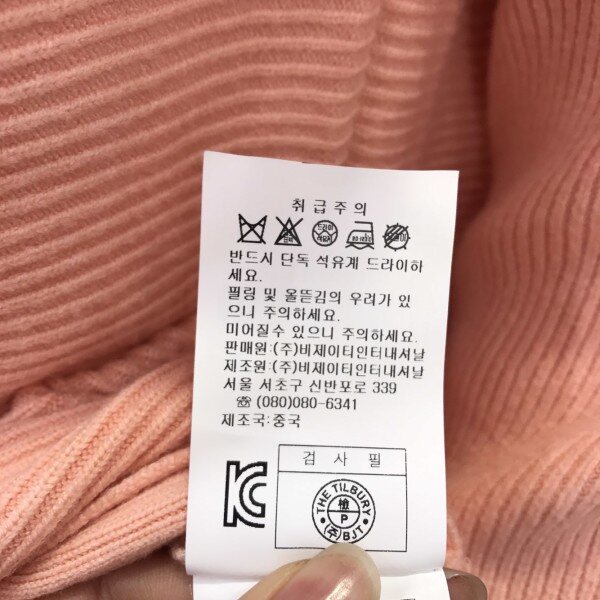 취급주의
반드시 단독 석유계 드라이하
세요.
필링 및 올뜯김의 우려가 있
으니 주의하세요.
미어질수 있으니 주의하세요.
판매원:(주)비제이티인터내셔날
제조원:(주)비제이티인터내셔날
서울 서초구 신반포로 339
☏ (080)080-6341
제조국:중국
검사필
THE TILBURY
檢
P
(주)BJT